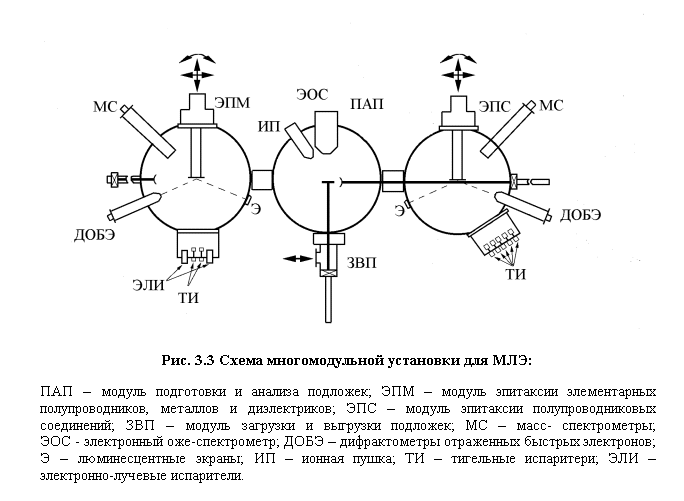 ЭПМ
ЭОС
ПАП
ЭПС
МС
ИП
МС
Э
Э
ДОБЭ
ДОБЭ
ЗВП
ЭЛИ
ТИ
ТИ
Рис. 3.3 Схема многомодульной установки для МЛЭ:
ПАП – модуль подготовки и анализа подложек; ЭПМ – модуль эпитаксии элементарных
полупроводников, металлов и диэлектриков; ЭПС – модуль эпитаксии полупроводниковых
соединений; ЗВП – модуль загрузки и выгрузки подложек; МС – масс- спектрометры;
ЭОС - электронный оже-спектрометр; ДОБЭ – дифрактометры отраженных быстрых электронов;
Э – люминесцентные экраны; ИП – ионная пушка; ТИ – тигельные испаритери; ЭЛИ –
электронно-лучевые испарители.